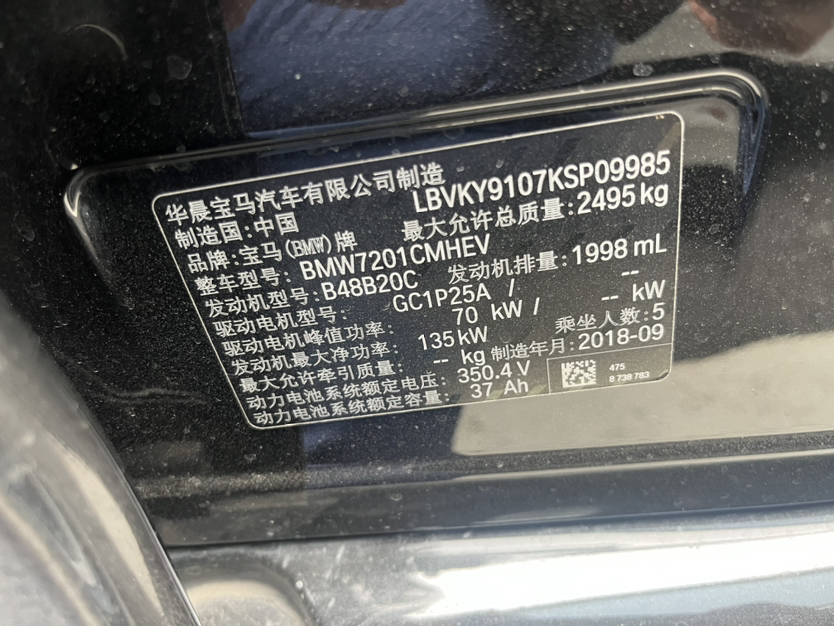 华晨宝马汽车有限公司制造
LBVKY9107KSP09985
制造国:中国
最大允许总质量:2495kg
品牌:宝马(BMW)牌
整车型号: BMW7201CMHEV
发动机型号:B48B20C 发动机排量:1998 mL
驱动电机型号: GC1P25A / --
驱动电机峰值功率: 70 kW / -- kW
发动机最大净功率: 135kW 乘坐人数:5
最大允许牵引质量: -- kg 制造年月:2018-09
动力电池系统额定电压:350.4 V
动力电池系统额定容量: 37 Ah
475
8 738 783